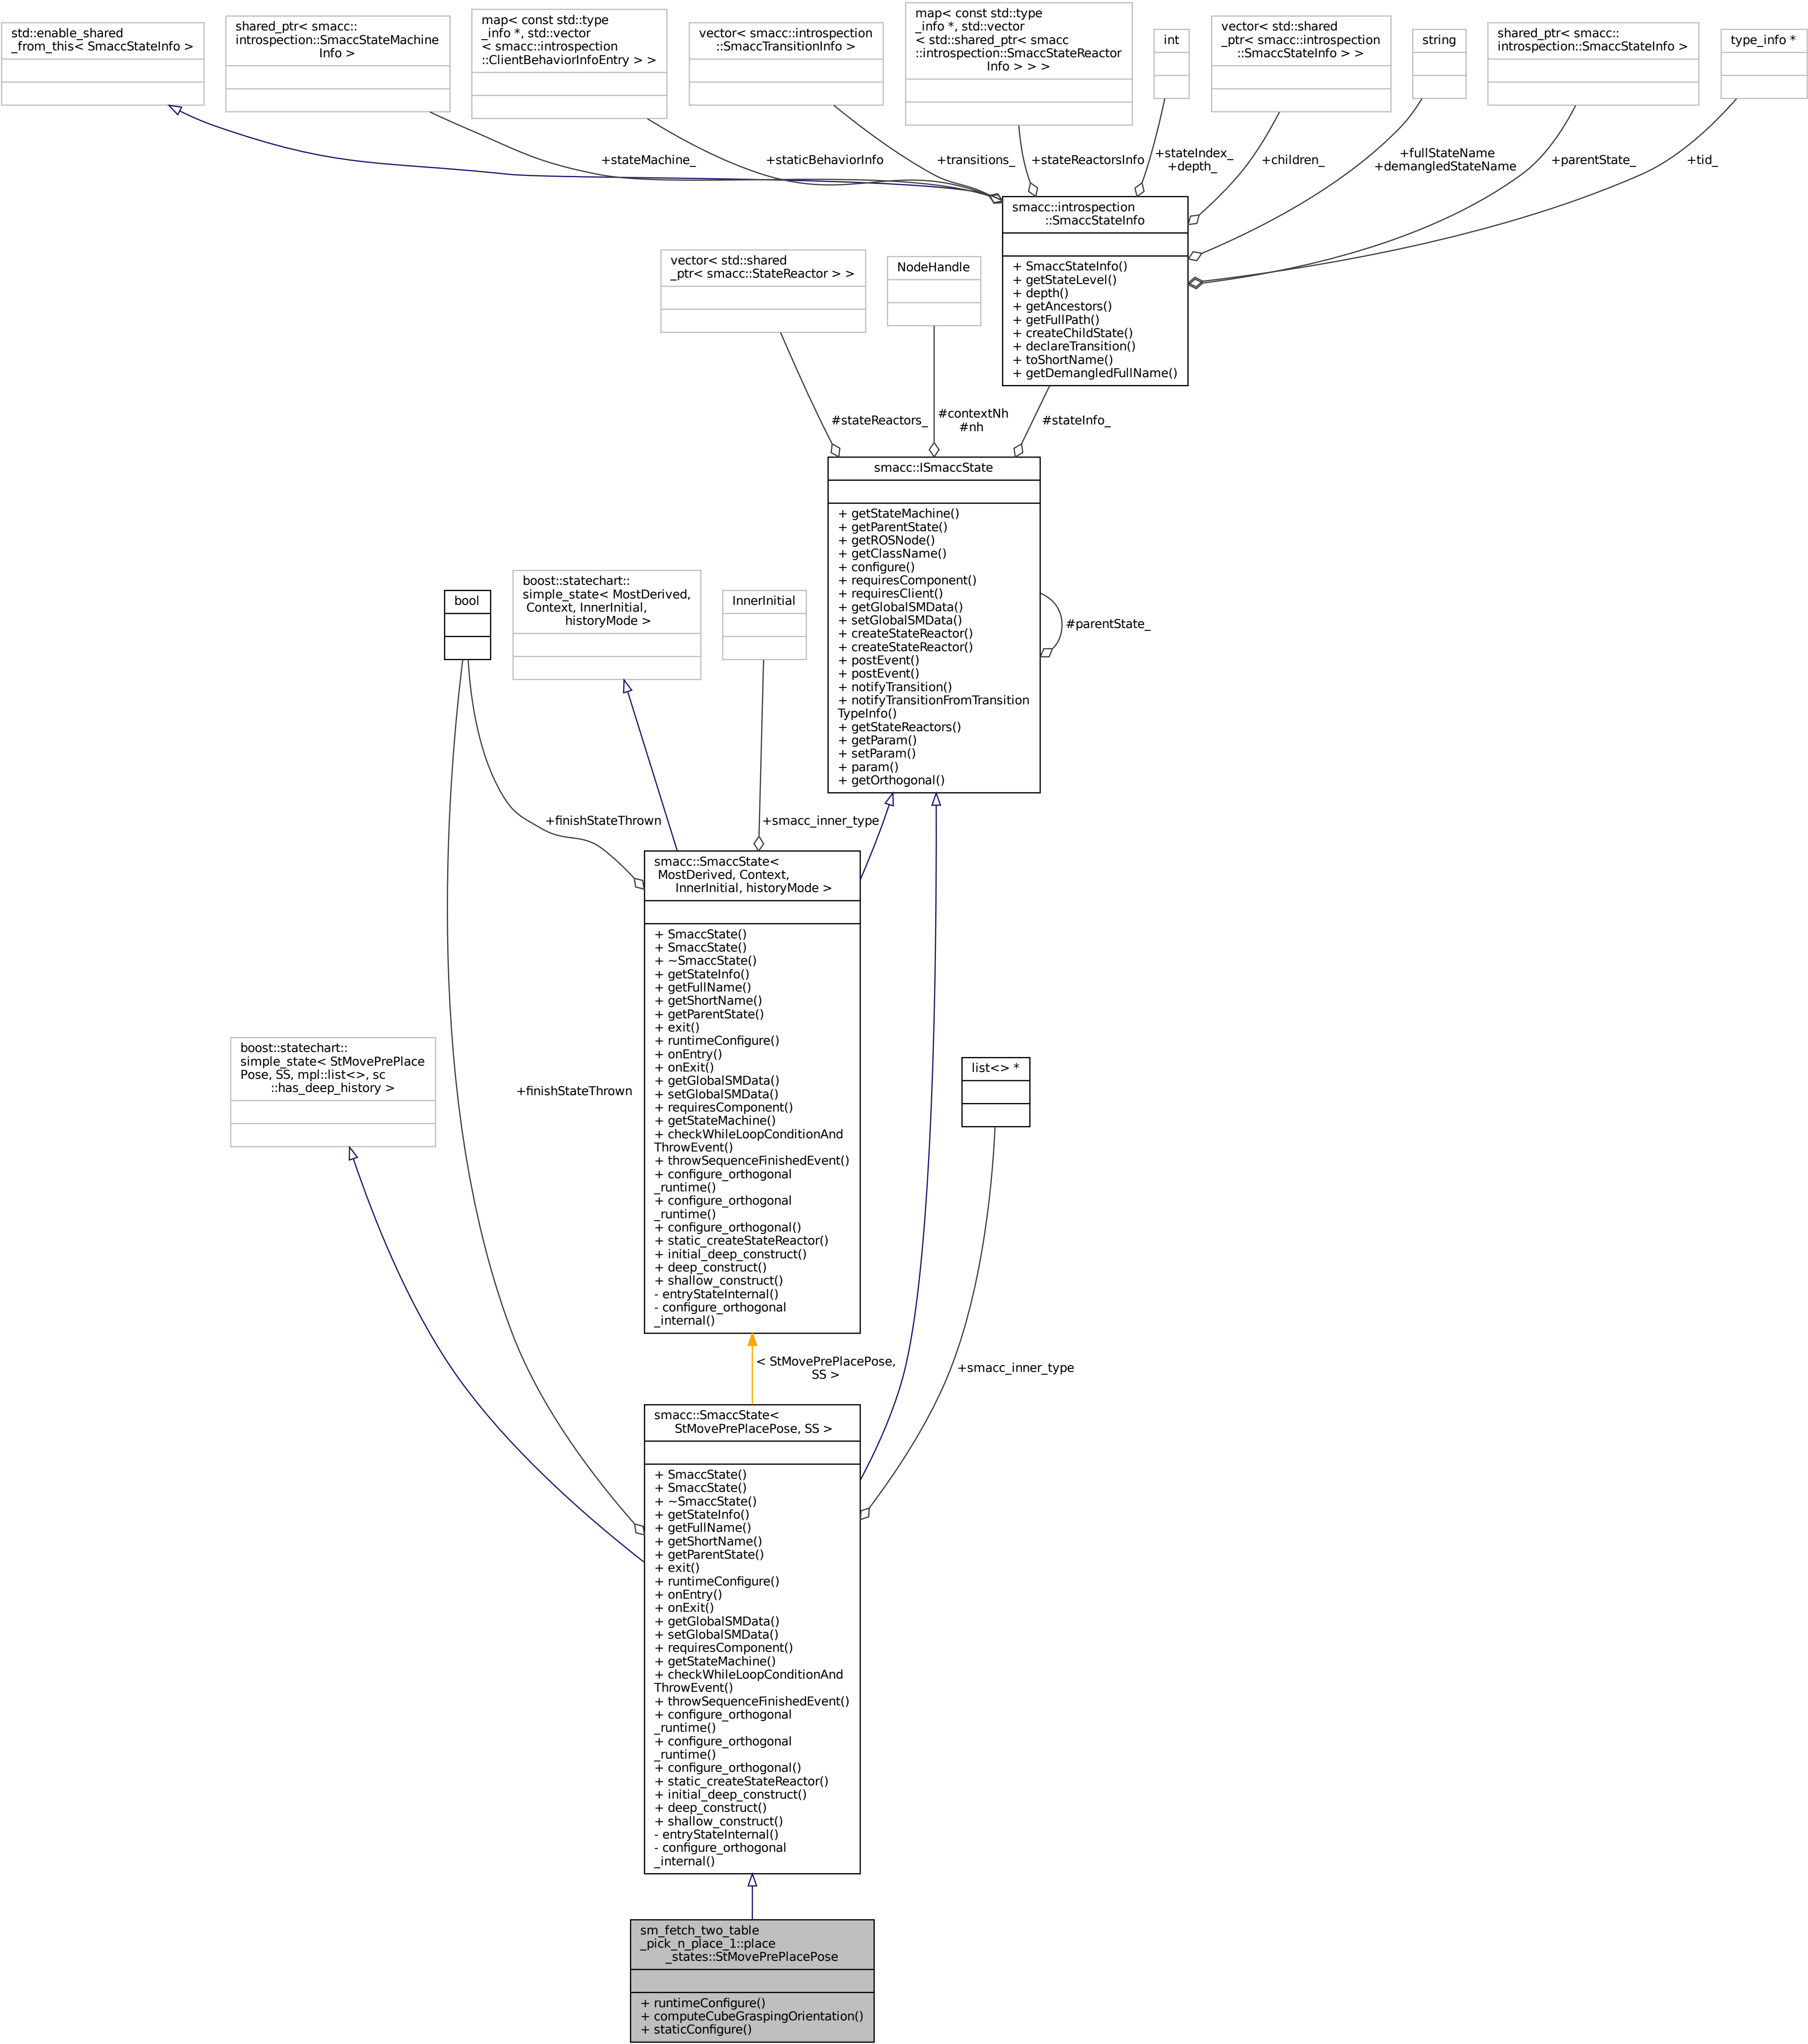 std::enable_shared
_from_this< SmaccStateInfo >
shared_ptr< smacc::
introspection::SmaccStateMachine
Info >
map< const std::type
_info *, std::vector
< smacc::introspection
::ClientBehaviorInfoEntry > >
vector< smacc::introspection
::SmaccTransitionInfo >
map< const std::type
_info *, std::vector
< std::shared_ptr< smacc
::introspection::SmaccStateReactor
Info > > >
int
vector< std::shared
_ptr< smacc::introspection
::SmaccStateInfo > >
string
shared_ptr< smacc::
introspection::SmaccStateInfo >
type_info *
+stateMachine_
+staticBehaviorInfo
+transitions_
+stateReactorsInfo
+stateIndex_
+depth_
+children_
+fullStateName
+demangledStateName
+parentState_
+tid_
smacc::introspection
::SmaccStateInfo
+ SmaccStateInfo()
+ getStateLevel()
+ depth()
+ getAncestors()
+ getFullPath()
+ createChildState()
+ declareTransition()
+ toShortName()
+ getDemangledFullName()
vector< std::shared
_ptr< smacc::StateReactor > >
NodeHandle
#stateReactors_
#contextNh
#nh
#stateInfo_
smacc::ISmaccState
+ getStateMachine()
+ getParentState()
+ getROSNode()
+ getClassName()
+ configure()
+ requiresComponent()
+ requiresClient()
+ getGlobalSMData()
+ setGlobalSMData()
+ createStateReactor()
+ createStateReactor()
+ postEvent()
+ postEvent()
+ notifyTransition()
+ notifyTransitionFromTransition
TypeInfo()
+ getStateReactors()
+ getParam()
+ setParam()
+ param()
+ getOrthogonal()
#parentState_
bool
boost::statechart::
simple_state< MostDerived,
Context, InnerInitial,
historyMode >
InnerInitial
+finishStateThrown
+smacc_inner_type
smacc::SmaccState<
MostDerived, Context,
InnerInitial, historyMode >
+ SmaccState()
+ SmaccState()
+ ~SmaccState()
+ getStateInfo()
+ getFullName()
+ getShortName()
+ getParentState()
+ exit()
+ runtimeConfigure()
+ onEntry()
+ onExit()
+ getGlobalSMData()
+ setGlobalSMData()
+ requiresComponent()
+ getStateMachine()
+ checkWhileLoopConditionAnd
ThrowEvent()
+ throwSequenceFinishedEvent()
+ configure_orthogonal
_runtime()
+ configure_orthogonal
_runtime()
+ configure_orthogonal()
+ static_createStateReactor()
+ initial_deep_construct()
+ deep_construct()
+ shallow_construct()
- entryStateInternal()
- configure_orthogonal
_internal()
boost::statechart::
simple_state< StMovePrePlace
Pose, SS, mpl::list<>, sc
::has_deep_history >
+finishStateThrown
list<> *
< StMovePrePlacePose,
SS >
+smacc_inner_type
smacc::SmaccState<
StMovePrePlacePose, SS >
+ SmaccState()
+ SmaccState()
+ ~SmaccState()
+ getStateInfo()
+ getFullName()
+ getShortName()
+ getParentState()
+ exit()
+ runtimeConfigure()
+ onEntry()
+ onExit()
+ getGlobalSMData()
+ setGlobalSMData()
+ requiresComponent()
+ getStateMachine()
+ checkWhileLoopConditionAnd
ThrowEvent()
+ throwSequenceFinishedEvent()
+ configure_orthogonal
_runtime()
+ configure_orthogonal
_runtime()
+ configure_orthogonal()
+ static_createStateReactor()
+ initial_deep_construct()
+ deep_construct()
+ shallow_construct()
- entryStateInternal()
- configure_orthogonal
_internal()
sm_fetch_two_table
_pick_n_place_1::place
_states::StMovePrePlacePose
+ runtimeConfigure()
+ computeCubeGraspingOrientation()
+ staticConfigure()